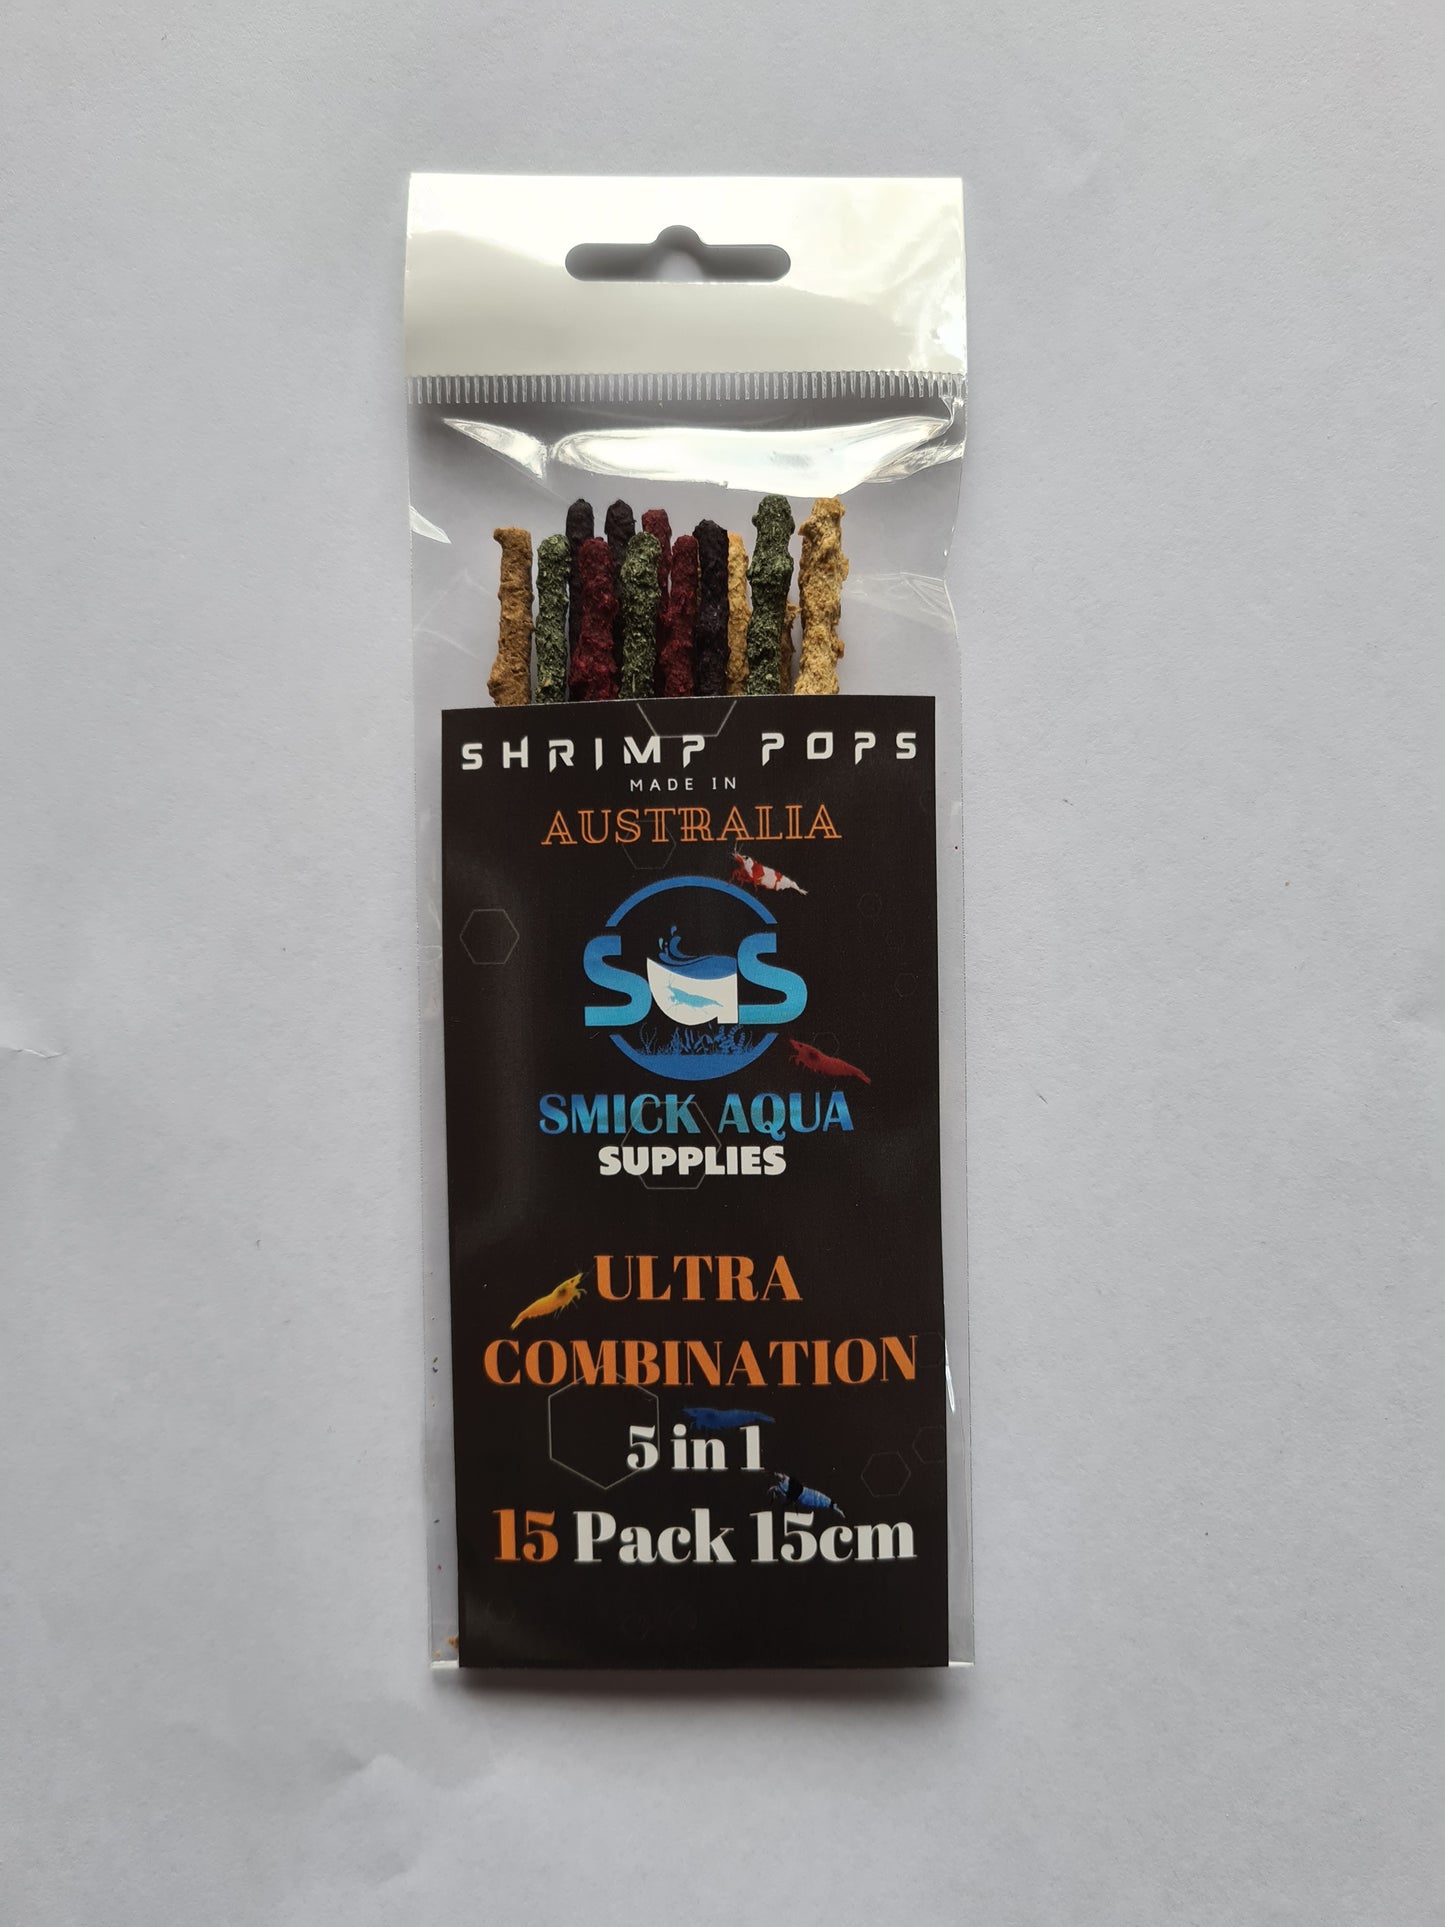 SHRIMP POPS
MADE IN
AUSTRALIA
SaS
SMICK AQUA
SUPPLIES
ULTRA
COMBINATION
5 in 1
15 Pack 15cm